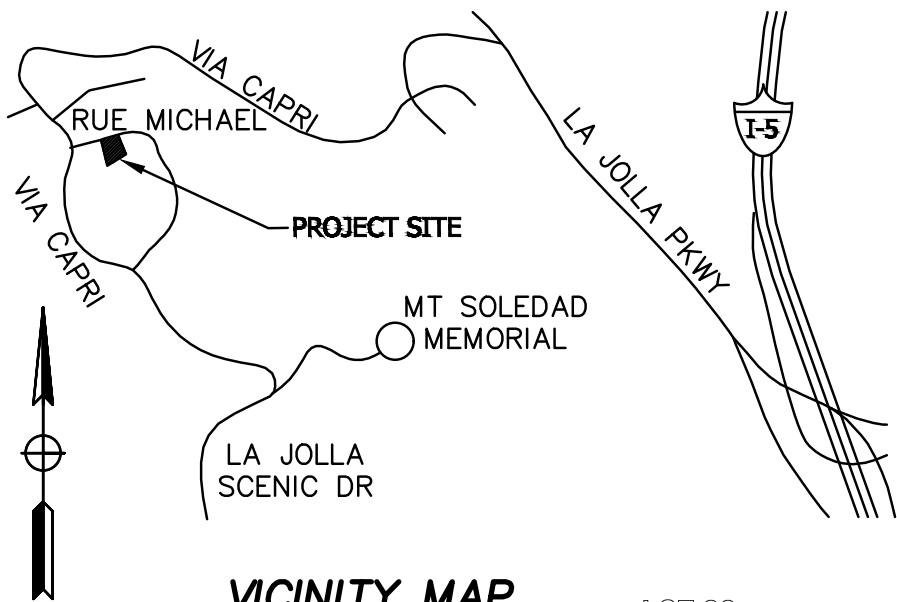 VIA CAPRI
RUE MICHAEL
I-5
LA JOLLA PKWY
VIA CAPRI
PROJECT SITE
MT SOLEDAD
MEMORIAL
LA JOLLA
SCENIC DR
VICINITY MAP